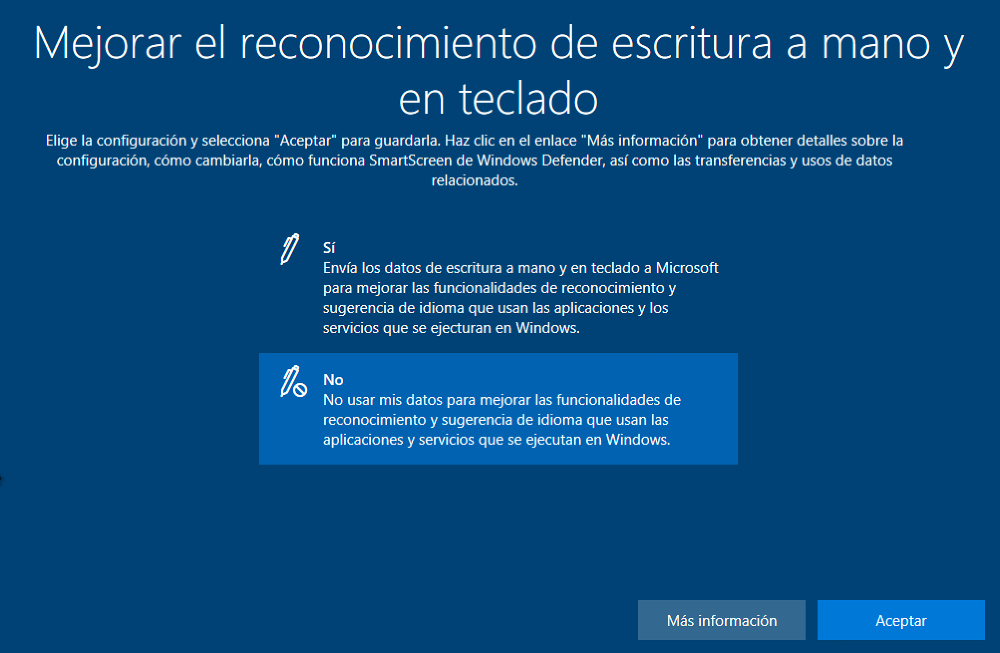 Mejorar el reconocimiento de escritura a mano y
en teclado
Elige la configuración y selecciona "Aceptar" para guardarla. Haz clic en el enlace "Más información" para obtener detalles sobre la
configuración, cómo cambiarla, cómo funciona SmartScreen de Windows Defender, así como las transferencias y usos de datos
relacionados.
Sí
Envía los datos de escritura a mano y en teclado a Microsoft
para mejorar las funcionalidades de reconocimiento y
sugerencia de idioma que usan las aplicaciones y los
servicios que se ejecturan en Windows.
No
No usar mis datos para mejorar las funcionalidades de
reconocimiento y sugerencia de idioma que usan las
aplicaciones y servicios que se ejecutan en Windows.
Más información
Aceptar